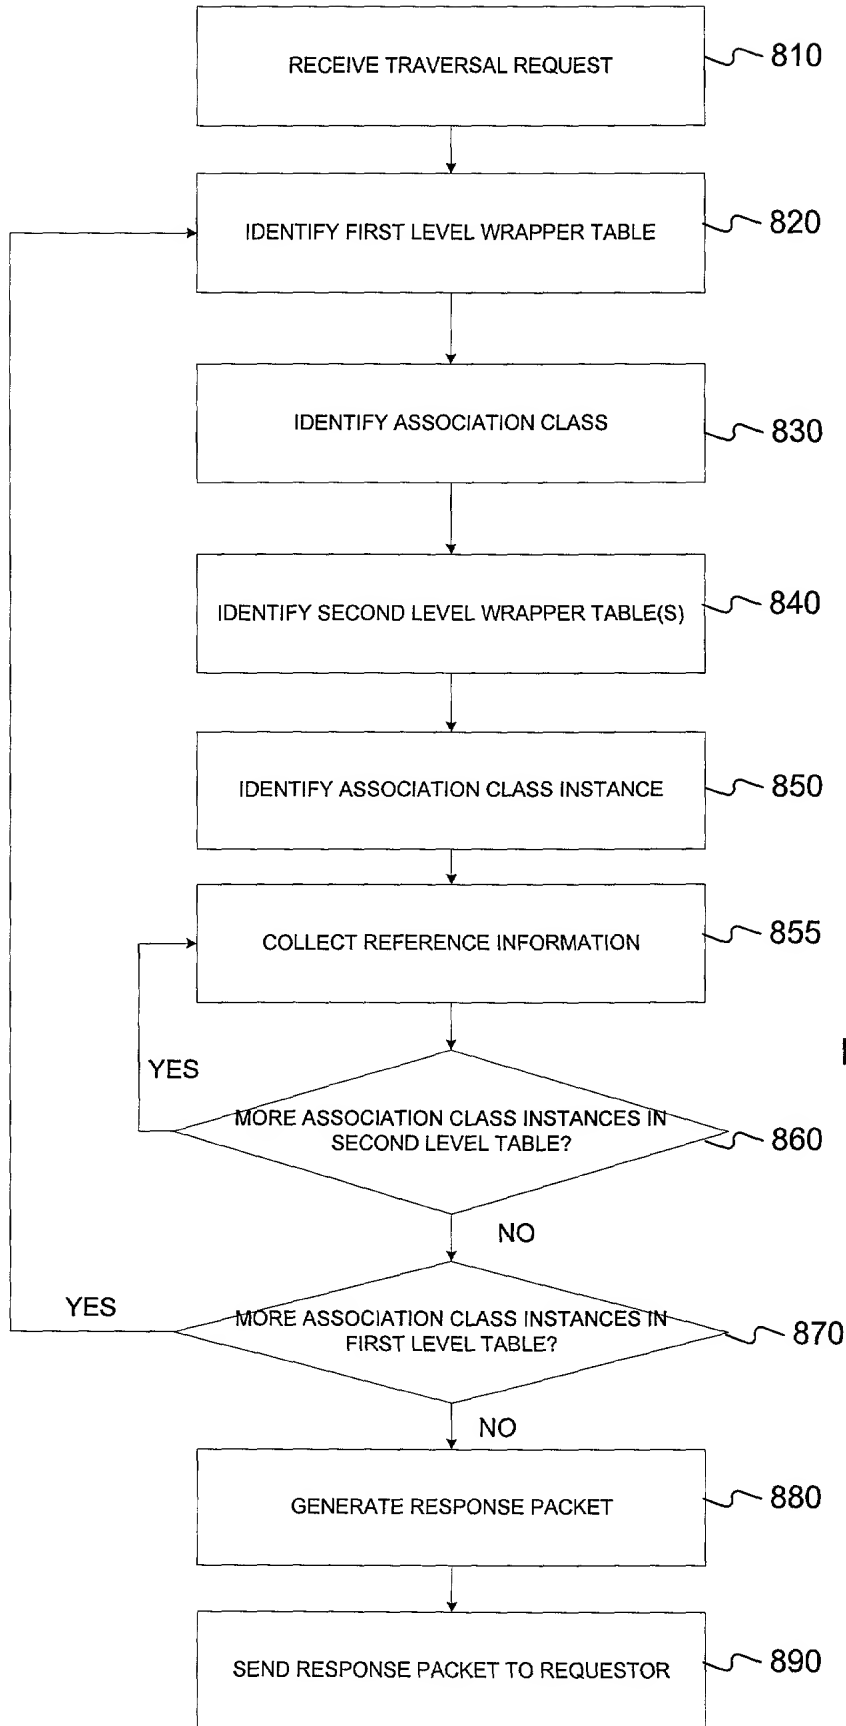 RECEIVE TRAVERSAL REQUEST
810
IDENTIFY FIRST LEVEL WRAPPER TABLE
820
IDENTIFY ASSOCIATION CLASS
830
IDENTIFY SECOND LEVEL WRAPPER TABLE(S)
840
IDENTIFY ASSOCIATION CLASS INSTANCE
850
COLLECT REFERENCE INFORMATION
855
YES
MORE ASSOCIATION CLASS INSTANCES IN
SECOND LEVEL TABLE?
860
NO
YES
MORE ASSOCIATION CLASS INSTANCES IN
FIRST LEVEL TABLE?
870
NO
GENERATE RESPONSE PACKET
880
SEND RESPONSE PACKET TO REQUESTOR
890